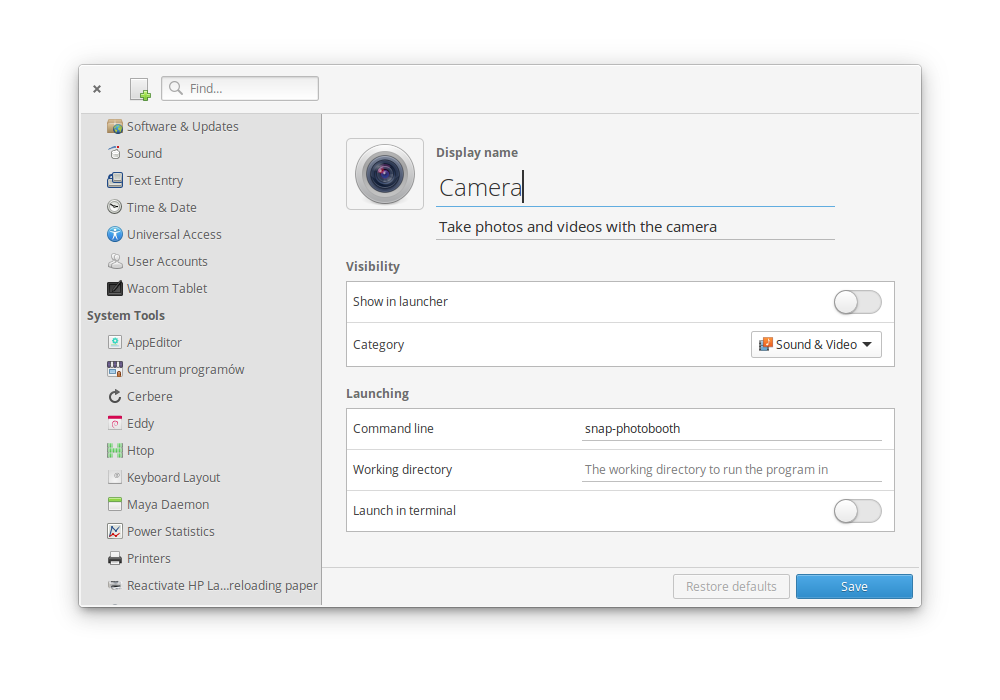 Find...
Software & Updates
Sound
Text Entry
Time & Date
Universal Access
User Accounts
Wacom Tablet
System Tools
AppEditor
Centrum programów
Cerbere
Eddy
Htop
Keyboard Layout
Maya Daemon
Power Statistics
Printers
Reactivate HP La...reloading paper
Display name
Camera
Take photos and videos with the camera
Visibility
Show in launcher
Category
Sound & Video
Launching
Command line
snap-photobooth
Working directory
The working directory to run the program in
Launch in terminal
Restore defaults
Save